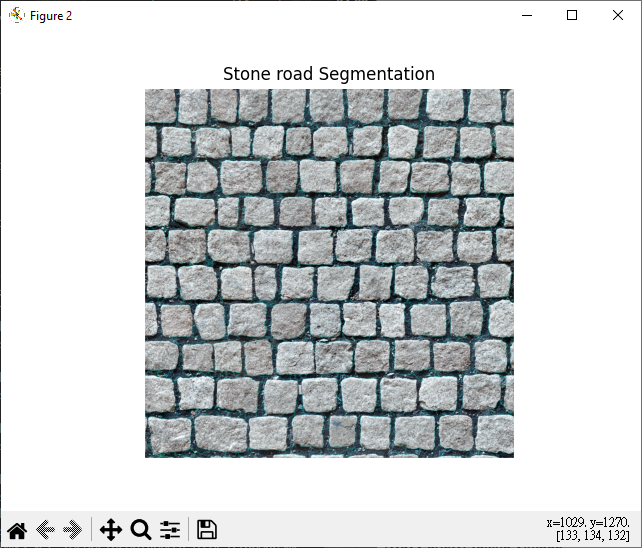 Figure 2
Stone road Segmentation
x=1029. y=1270.
[133, 134, 132]